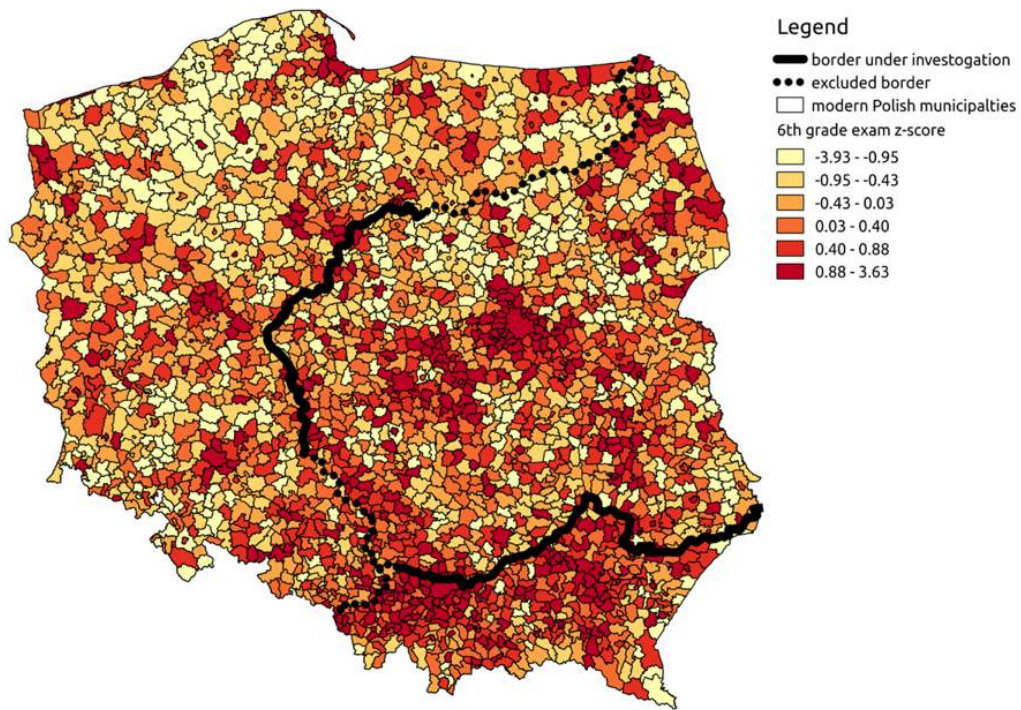 Legend
border under investogation
excluded border
modern Polish municipalties
6th grade exam z-score
-3.93 - -0.95
-0.95 - -0.43
-0.43 - 0.03
0.03 - 0.40
0.40 - 0.88
0.88 - 3.63